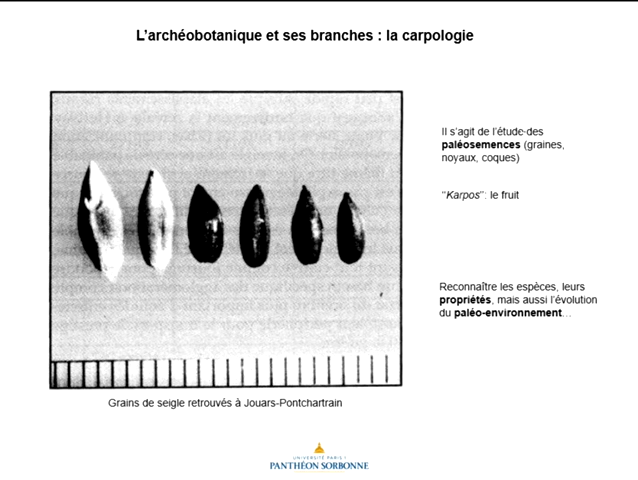 L'archéobotanique et ses branches : la carpologie
Il s'agit de l'étude des
paléosemences (graines,
noyaux, coques)
"Karpos": le fruit
Reconnaître les espèces, leurs
propriétés, mais aussi l'évolution
du paléo-environnement…
Grains de seigle retrouvés à Jouars-Pontchartrain
UNIVERSITÉ PARIS 1
PANTHÉON SORBONNE